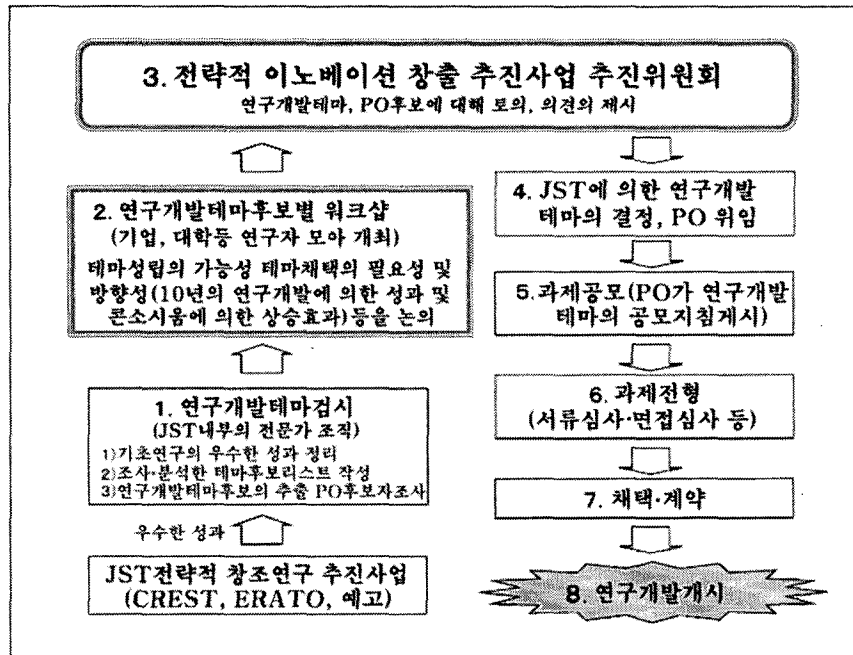 3. 전략적 이노베이션 창출 추진사업 추진위원회
연구개발테마, PO후보에 대해 토의, 의견의 제시
2. 연구개발테마후보별 워크샵
(기업, 대학등 연구자 모아 개최)
테마성립의 가능성 테마채택의 필요성 및
방향성(10년의 연구개발에 의한 성과 및
콘소시움에 의한 상승효과)등을 논의
1. 연구개발테마검시
(JST내부의 전문가 조직)
1)기초연구의 우수한 성과 정리
2)조사·분석한 테마후보리스트 작성
3)연구개발테마후보의 추출 PO후보자조사
우수한 성과
JST전략적 창조연구 추진사업
(CREST, ERATO, 예고)
4. JST에 의한 연구개발
테마의 결정, PO 위임
5. 과제공모(PO가 연구개발
테마의 공모지침게시)
6. 과제전형
(서류심사·면접심사 등)
7. 채택·계약
8. 연구개발개시